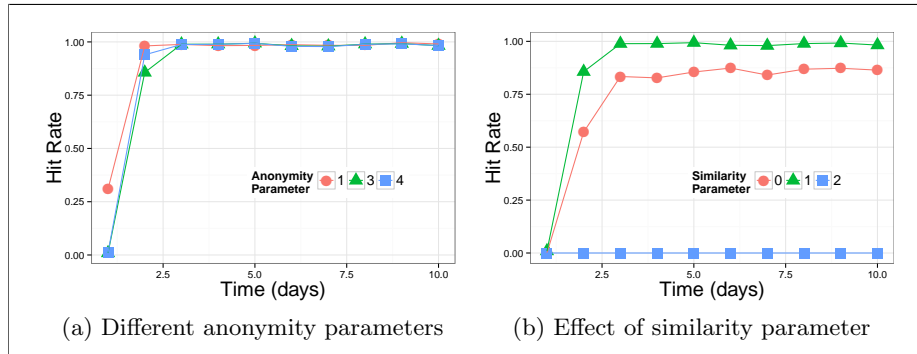 1.00
0.75
0.50
0.25
0.00
Hit Rate
Anonymity
Parameter 1 3 4
2.5 5.0 7.5 10.0
Time (days)
(a) Different anonymity parameters
1.00
0.75
0.50
0.25
0.00
Hit Rate
Similarity
Parameter 0 1 2
2.5 5.0 7.5 10.0
Time (days)
(b) Effect of similarity parameter